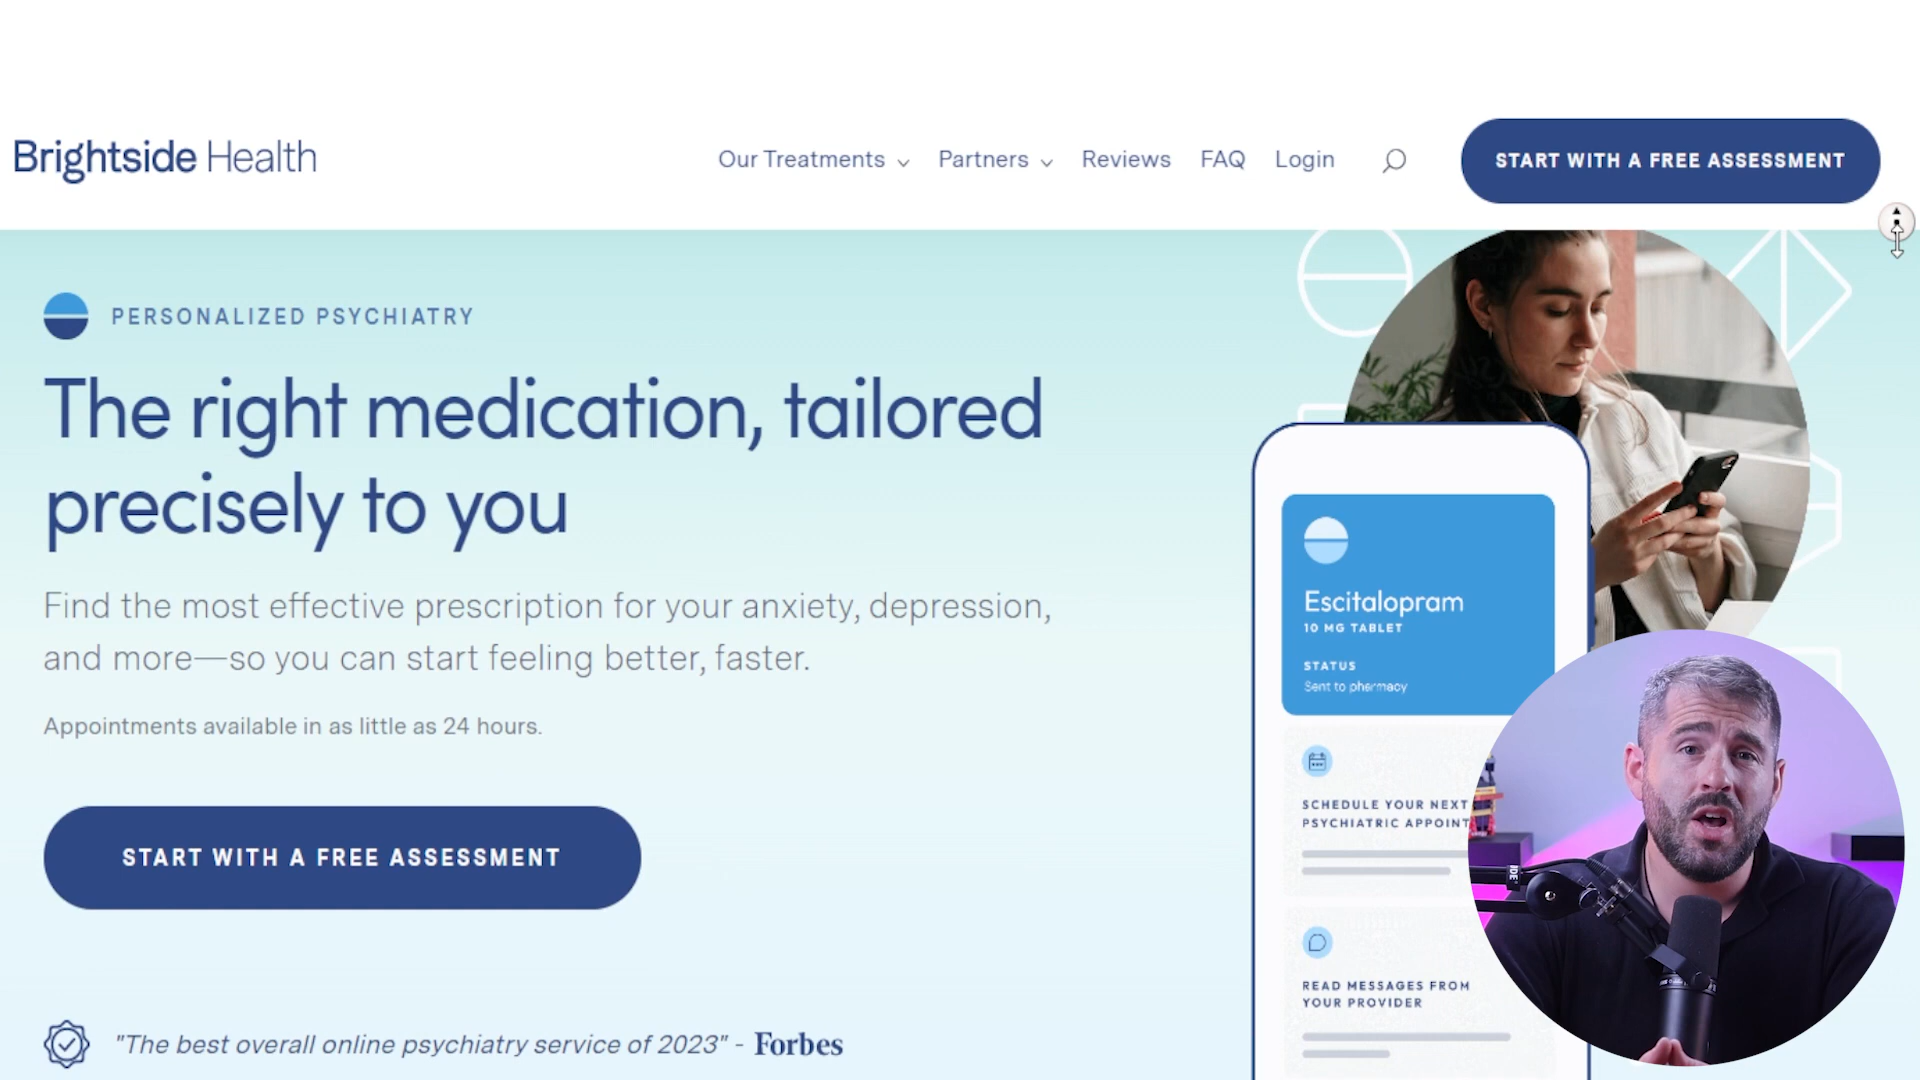 Brightside Health
Our Treatments
Partners
Reviews
FAQ
Login
START WITH A FREE ASSESSMENT
PERSONALIZED PSYCHIATRY
The right medication, tailored
precisely to you
Find the most effective prescription for your anxiety, depression,
and more—so you can start feeling better, faster.
Appointments available in as little as 24 hours.
START WITH A FREE ASSESSMENT
"The best overall online psychiatry service of 2023" - Forbes
Escitalopram
10 MG TABLET
STATUS
Sent to pharmacy
SCHEDULE YOUR NEXT
PSYCHIATRIC APPOINT
READ MESSAGES FROM
YOUR PROVIDER